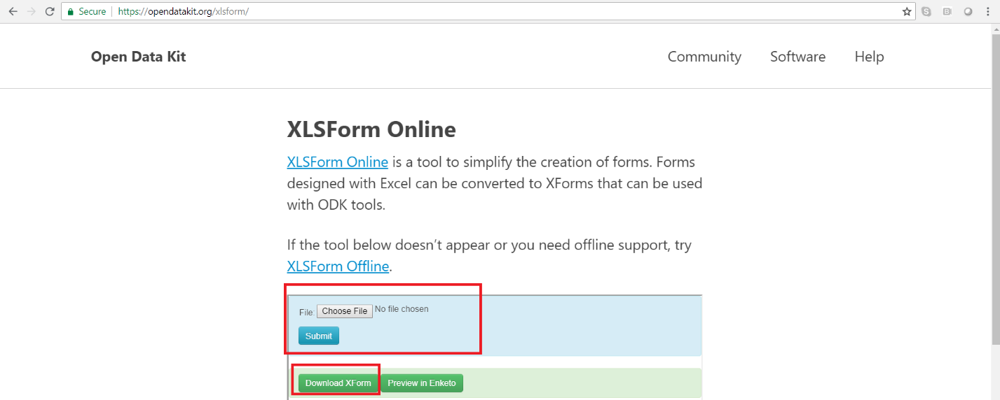 Secure https://opendatakit.org/xlsform/
Open Data Kit
Community Software Help
XLSForm Online
XLSForm Online is a tool to simplify the creation of forms. Forms
designed with Excel can be converted to XForms that can be used
with ODK tools.
If the tool below doesn’t appear or you need offline support, try
XLSForm Offline.
File: Choose File No file chosen
Submit
Download XForm Preview in Enketo